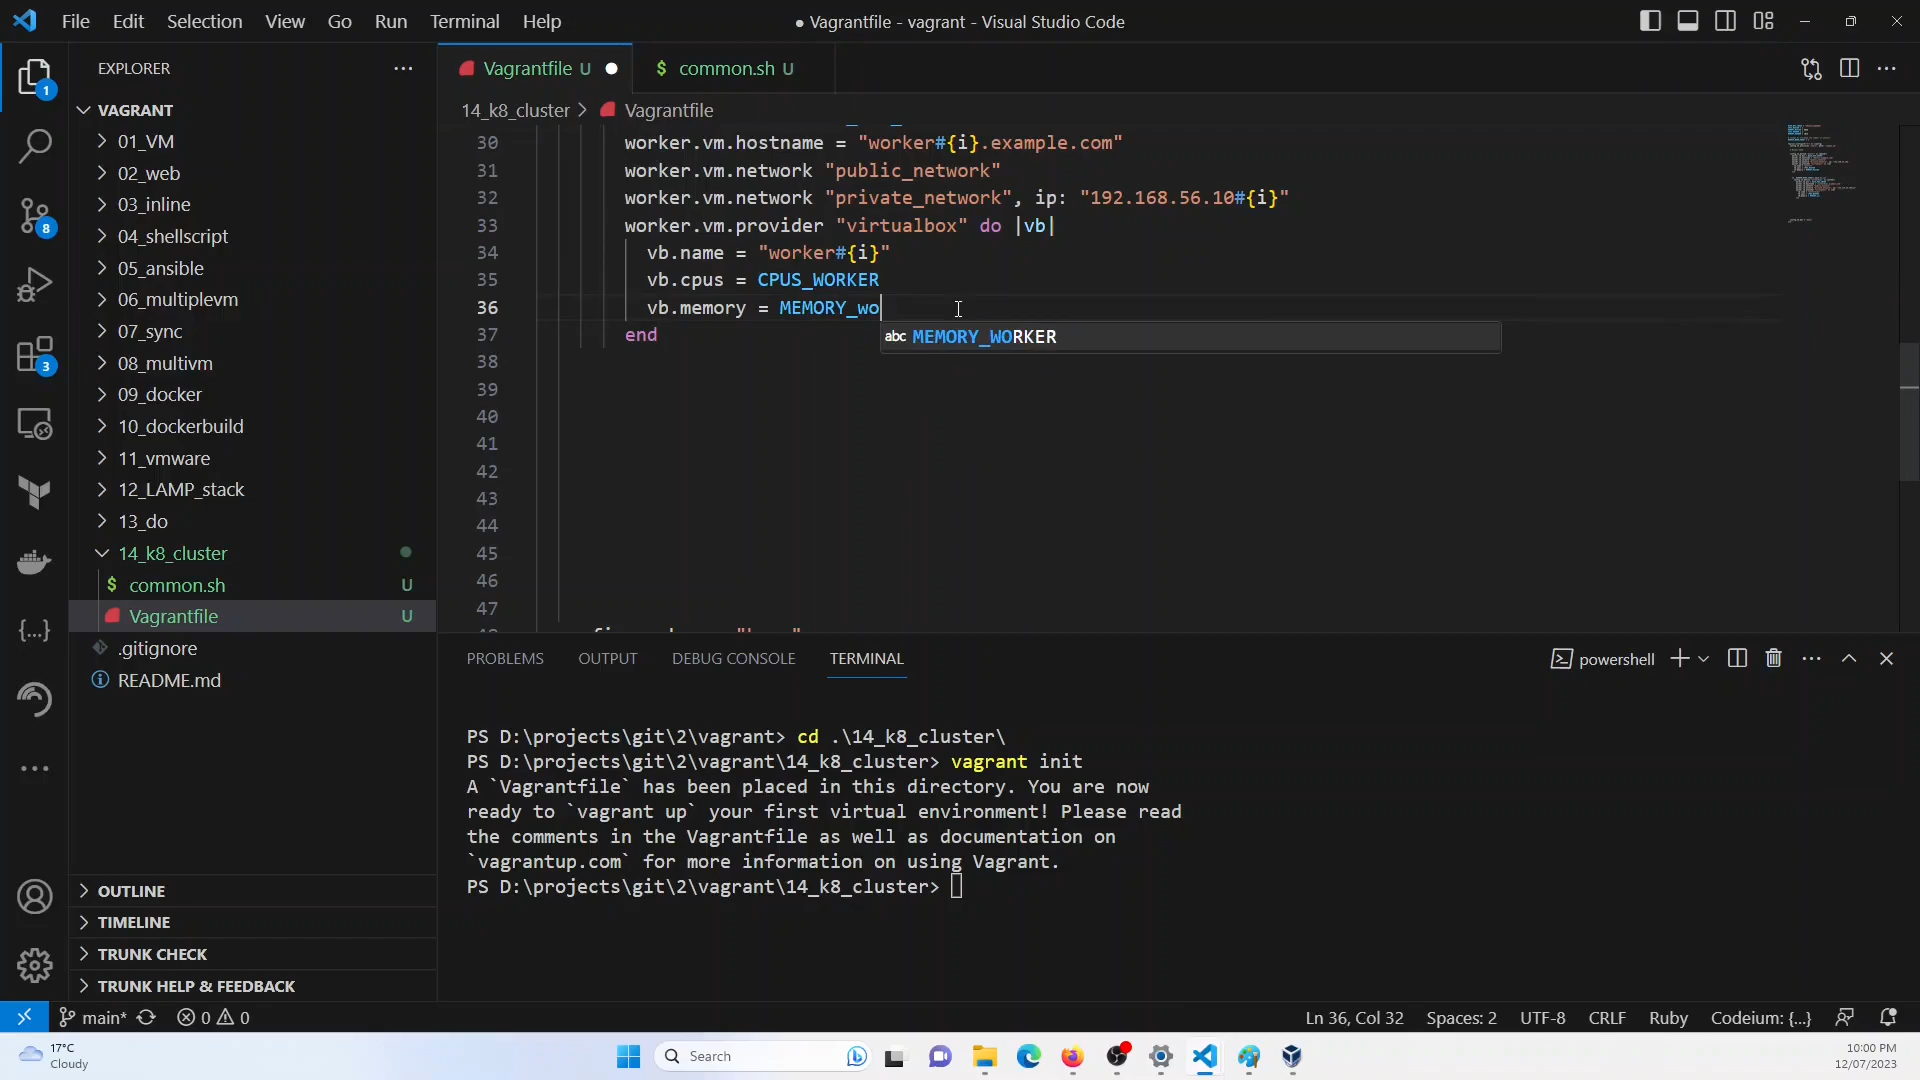 File Edit Selection View Go Run Terminal Help
● Vagrantfile - vagrant - Visual Studio Code
EXPLORER
VAGRANT
01_VM
02_web
03_inline
04_shellscript
05_ansible
06_multiplevm
07_sync
08_multivm
09_docker
10_dockerbuild
11_vmware
12_LAMP_stack
13_do
14_k8_cluster
$ common.sh U
Vagrantfile U
.gitignore
README.md
OUTLINE
TIMELINE
TRUNK CHECK
TRUNK HELP & FEEDBACK
1
8
3
Vagrantfile U ●
$ common.sh U
14_k8_cluster > Vagrantfile
30 worker.vm.hostname = "worker#{i}.example.com"
31 worker.vm.network "public_network"
32 worker.vm.network "private_network", ip: "192.168.56.10#{i}"
33 worker.vm.provider "virtualbox" do |vb|
34 vb.name = "worker#{i}"
35 vb.cpus = CPUS_WORKER
36 vb.memory = MEMORY_wo
abc MEMORY_WORKER
37 end
38
39
40
41
42
43
44
45
46
47
PROBLEMS OUTPUT DEBUG CONSOLE TERMINAL
powershell
PS D:\projects\git\2\vagrant> cd .\14_k8_cluster\
PS D:\projects\git\2\vagrant\14_k8_cluster> vagrant init
A `Vagrantfile` has been placed in this directory. You are now
ready to `vagrant up` your first virtual environment! Please read
the comments in the Vagrantfile as well as documentation on
`vagrantup.com` for more information on using Vagrant.
PS D:\projects\git\2\vagrant\14_k8_cluster>
main* 0 0
Ln 36, Col 32 Spaces: 2 UTF-8 CRLF Ruby Codeium: {...}
17°C
Cloudy
Search
10:00 PM
12/07/2023